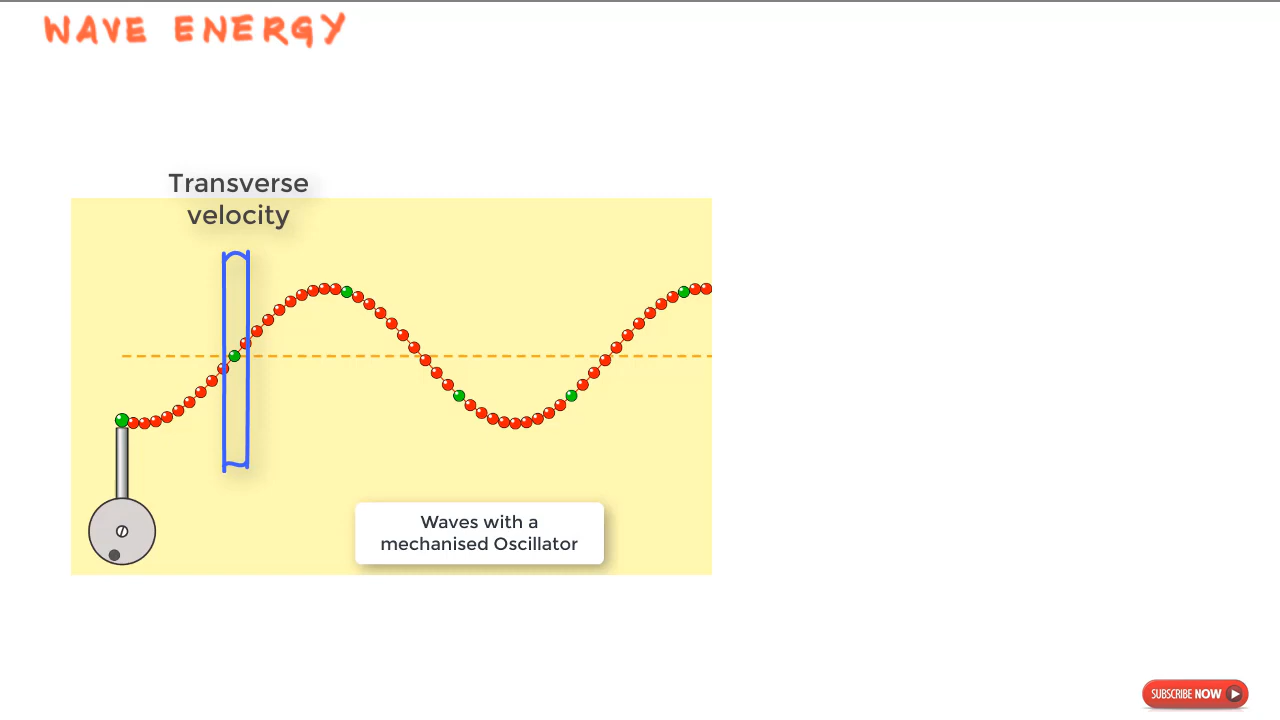 WAVE ENERGY
Transverse
velocity
Waves with a
mechanised Oscillator
SUBSCRIBE NOW